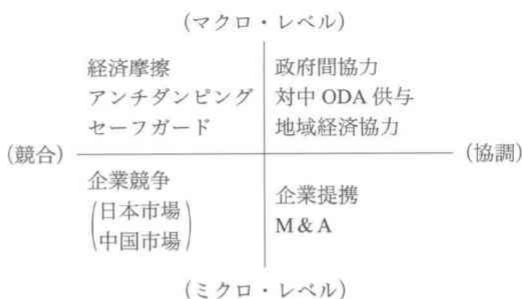 (マクロ・レベル)
経済摩擦
アンチダンピング
セーフガード
政府間協力
対中 ODA 供与
地域経済協力
(競合)
(協調)
企業競争
(日本市場
中国市場)
企業提携
M & A
(ミクロ・レベル)